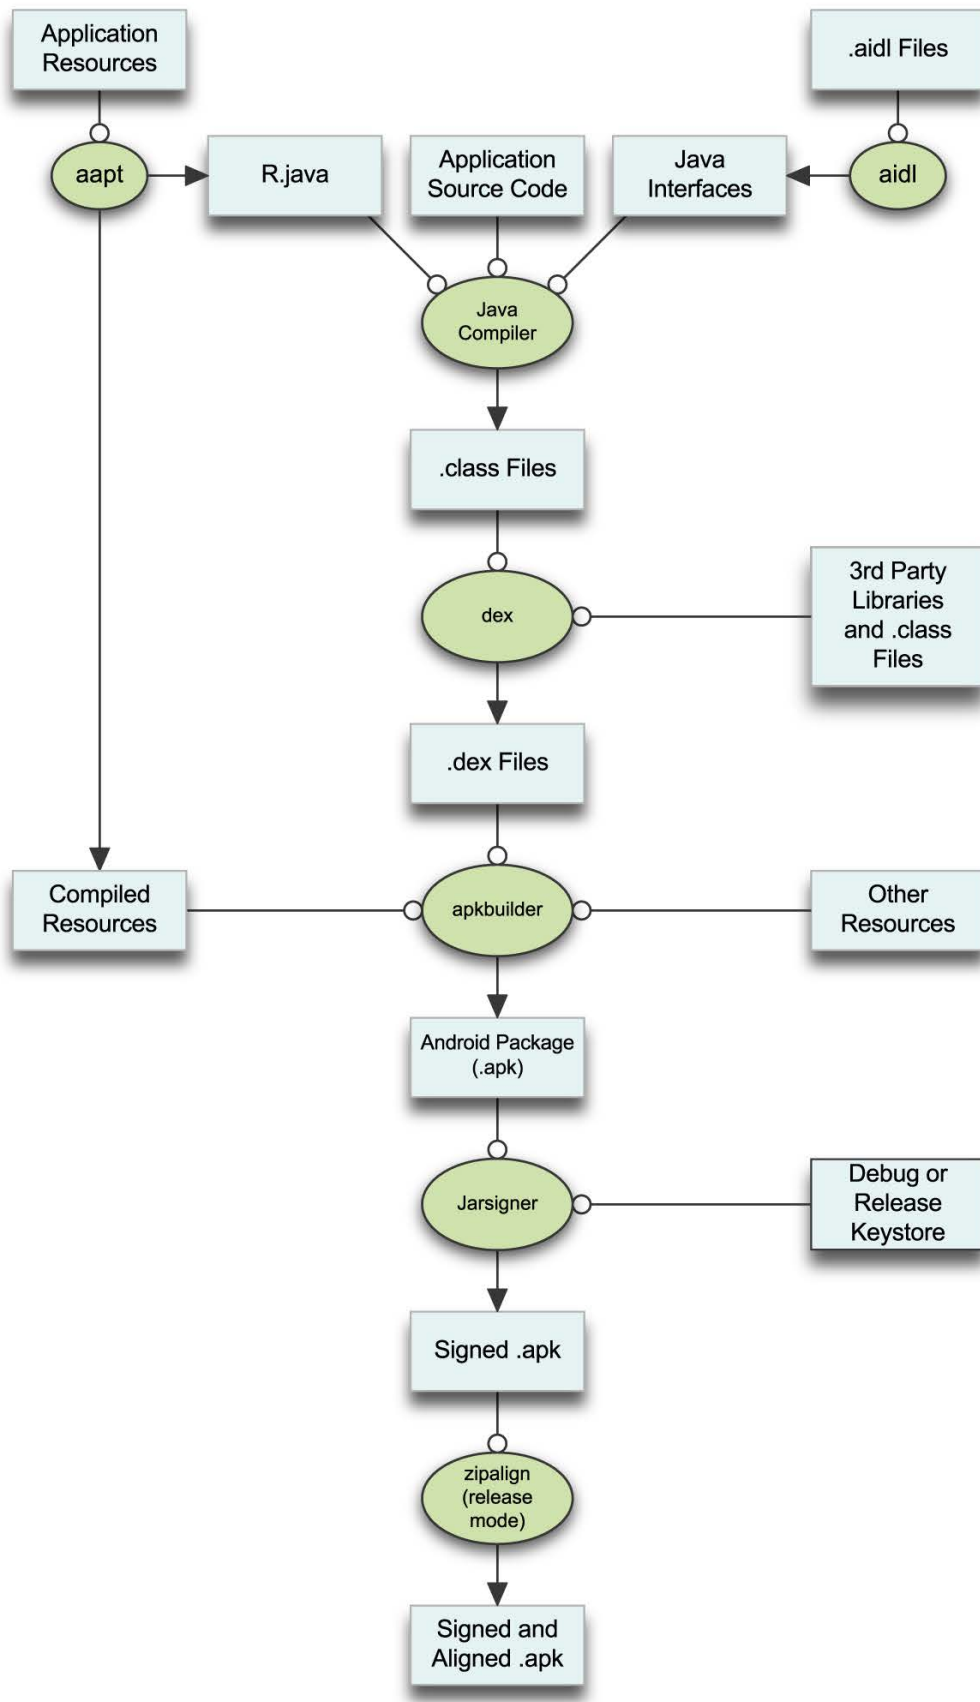 Application
Resources
.aidl Files
aapt
R.java
Application
Source Code
Java
Interfaces
aidl
Java
Compiler
.class Files
dex
3rd Party
Libraries
and .class
Files
.dex Files
Compiled
Resources
apkbuilder
Other
Resources
Android Package
(.apk)
Jarsigner
Debug or
Release
Keystore
Signed .apk
zipalign
(release
mode)
Signed and
Aligned .apk